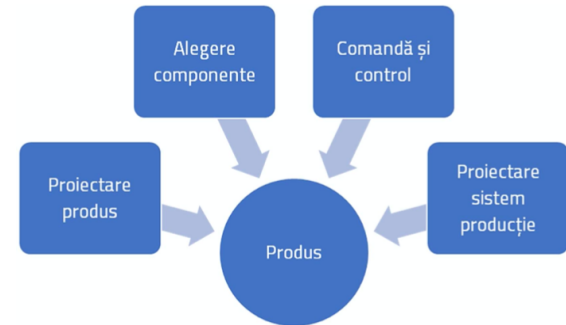 Alegere
componente
Comandă și
control
Proiectare
produs
Proiectare
sistem
producție
Produs